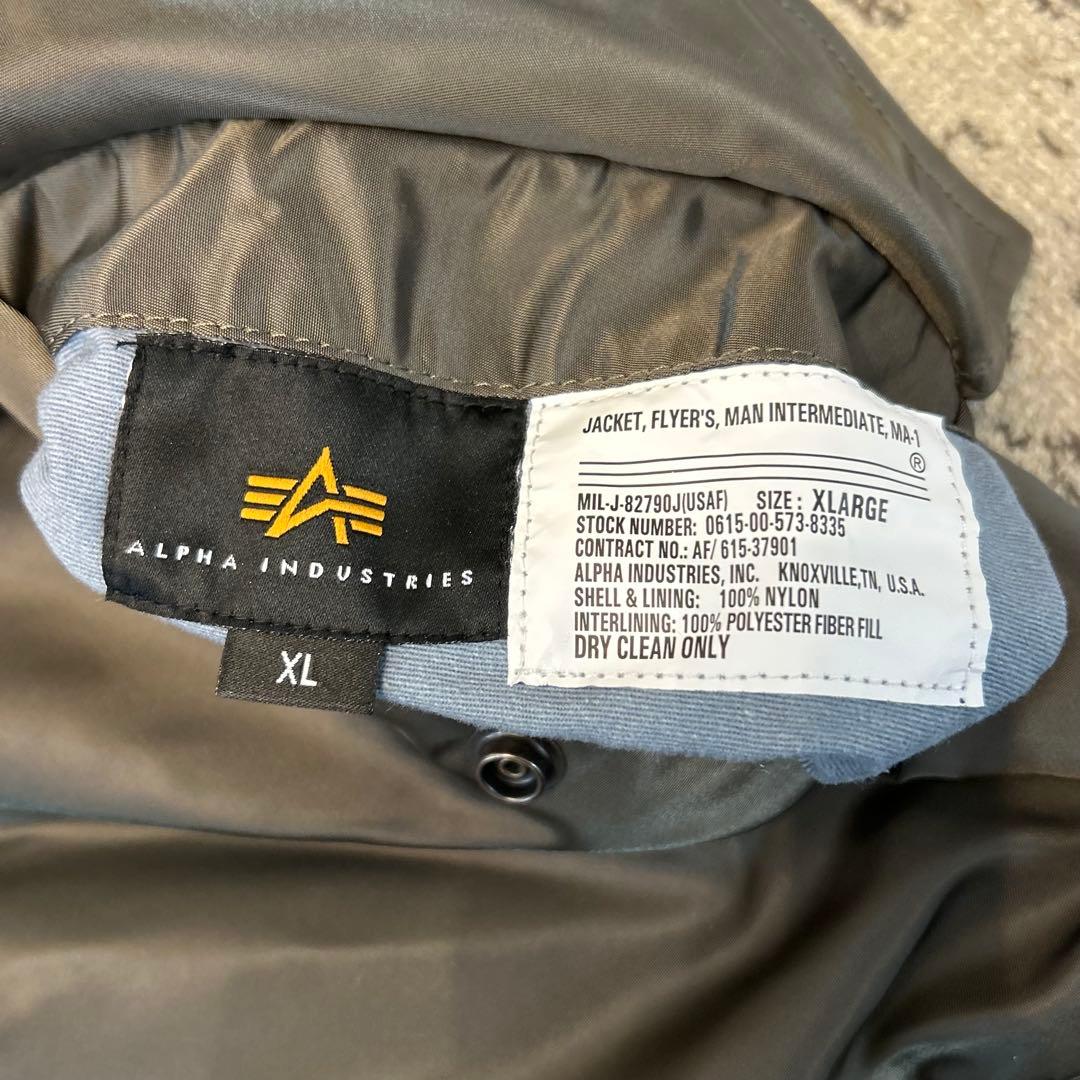 ALPHA INDUSTRIES
XL
JACKET, FLYER'S, MAN INTERMEDIATE, MA-1
®
MIL-J-82790J(USAF) SIZE: XLARGE
STOCK NUMBER: 0615-00-573-8335
CONTRACT NO.: AF/ 615-37901
ALPHA INDUSTRIES, INC. KNOXVILLE,TN, U.S.A.
SHELL & LINING: 100% NYLON
INTERLINING: 100% POLYESTER FIBER FILL
DRY CLEAN ONLY